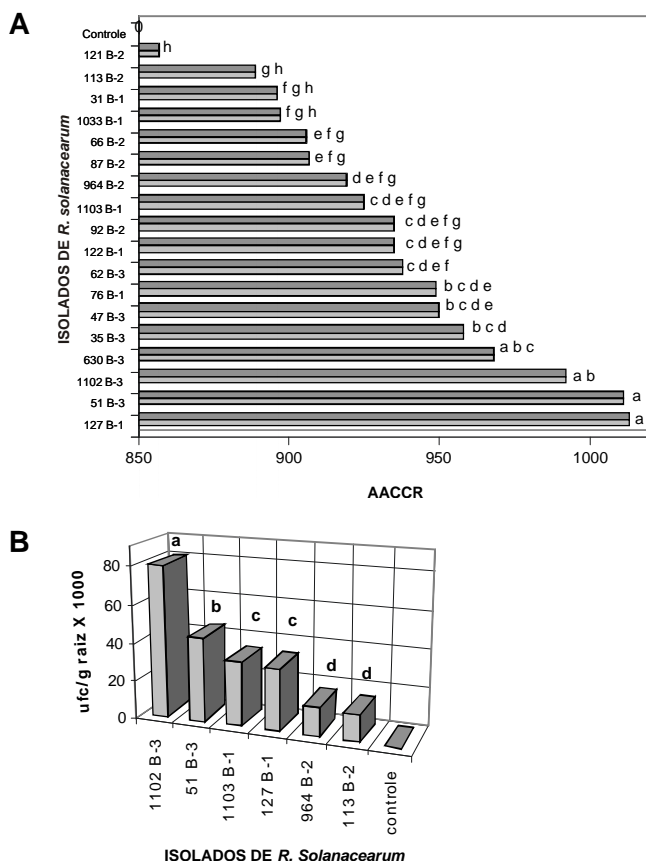 A
ISOLADOS DE R. solanacearum
Controle 0
121 B-2 h
113 B-2 g h
31 B-1 f g h
1033 B-1 f g h
66 B-2 e f g
87 B-2 e f g
964 B-2 d e f g
1103 B-1 c d e f g
92 B-2 c d e f g
122 B-1 c d e f g
62 B-3 c d e f
76 B-1 b c d e
47 B-3 b c d e
35 B-3 b c d
630 B-3 a b c
1102 B-3 a b
51 B-3 a
127 B-1 a
850 900 950 1000
AACCR
B
ufc/g raiz X 1000
80
60
40
20
0
a b c c d d
1102 B-3
51 B-3
1103 B-1
127 B-1
964 B-2
113 B-2
controle
ISOLADOS DE R. Solanacearum